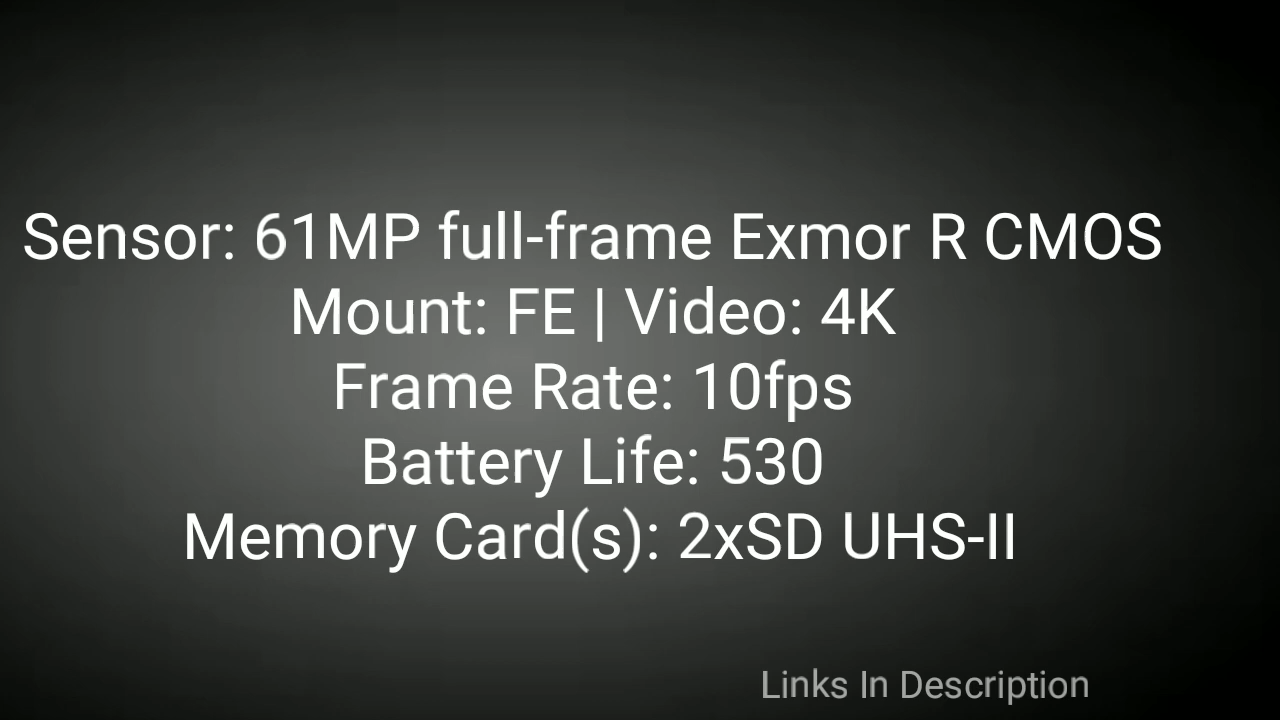 Sensor: 61MP full-frame Exmor R CMOS
Mount: FE | Video: 4K
Frame Rate: 10fps
Battery Life: 530
Memory Card(s): 2xSD UHS-II
Links In Description